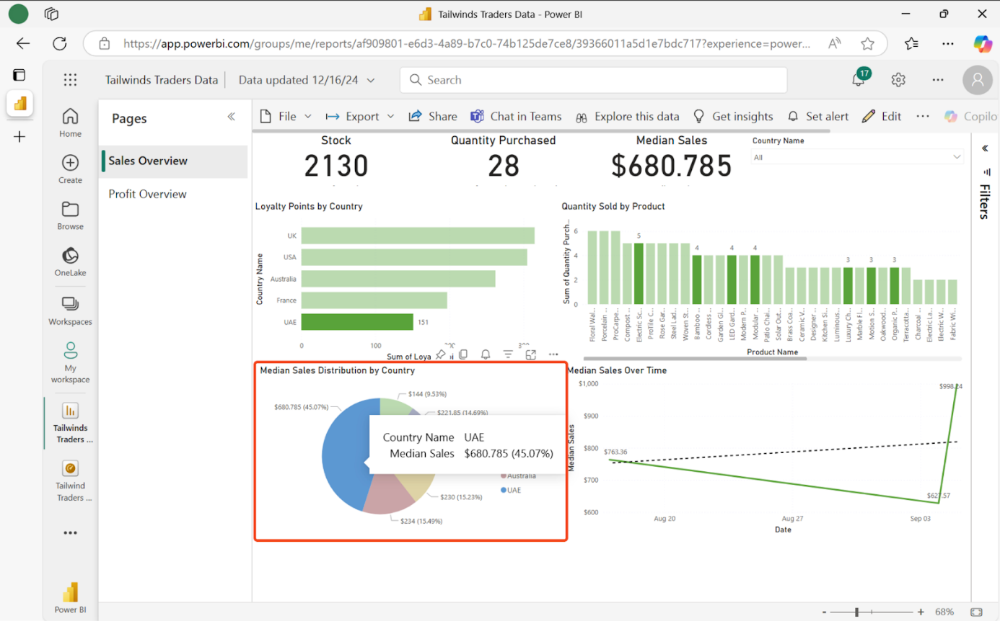 Tailwinds Traders Data - Power BI
https://app.powerbi.com/groups/me/reports/af909801-e6d3-4a89-b7c0-74b125de7ce8/39366011a5d1e7bdc717?experience=power...
Tailwinds Traders Data
Data updated 12/16/24
Search
17
Home
Create
Browse
OneLake
Workspaces
My
workspace
Tailwinds
Traders ...
Tailwind
Traders ...
Power BI
Pages
Sales Overview
Profit Overview
File
Export
Share
Chat in Teams
Explore this data
Get insights
Set alert
Edit
Copilo
Stock
2130
Quantity Purchased
28
Median Sales
$680.785
Country Name
All
Filters
Loyalty Points by Country
Country Name
UK
USA
Australia
France
UAE
151
0
100
Sum of Loya
Quantity Sold by Product
Sum of Quantity Purch...
6
4
2
0
5
4
4
4
3
3
3
Floral Wal...
Porcelain ...
ProCarpe...
Compost ...
Electric Sc...
ProTile C...
Rose Gar...
Steel Lad...
Woven St...
Bamboo ...
Cordless ...
Garden Gl...
LED Gard...
Modern P...
Modular ...
Patio Chai...
Solar Out...
Brass Coa...
Ceramic V...
Designer ...
Kitchen Si...
Luminous...
Luxury Ch...
Marble Fl...
Motion S...
Oakwood...
Organic P...
Terracotta...
Charcoal ...
Electric La...
Electric W...
Fabric Wi...
Product Name
Median Sales Distribution by Country
$144 (9.53%)
$221.85 (14.69%)
$680.785 (45.07%)
$230 (15.23%)
$234 (15.49%)
Country Name UAE
Median Sales $680.785 (45.07%)
Australia
UAE
Median Sales Over Time
Median Sales
$1,000
$900
$800
$700
$600
$763.36
$627.57
$998.24
Aug 20
Aug 27
Sep 03
Date
68%